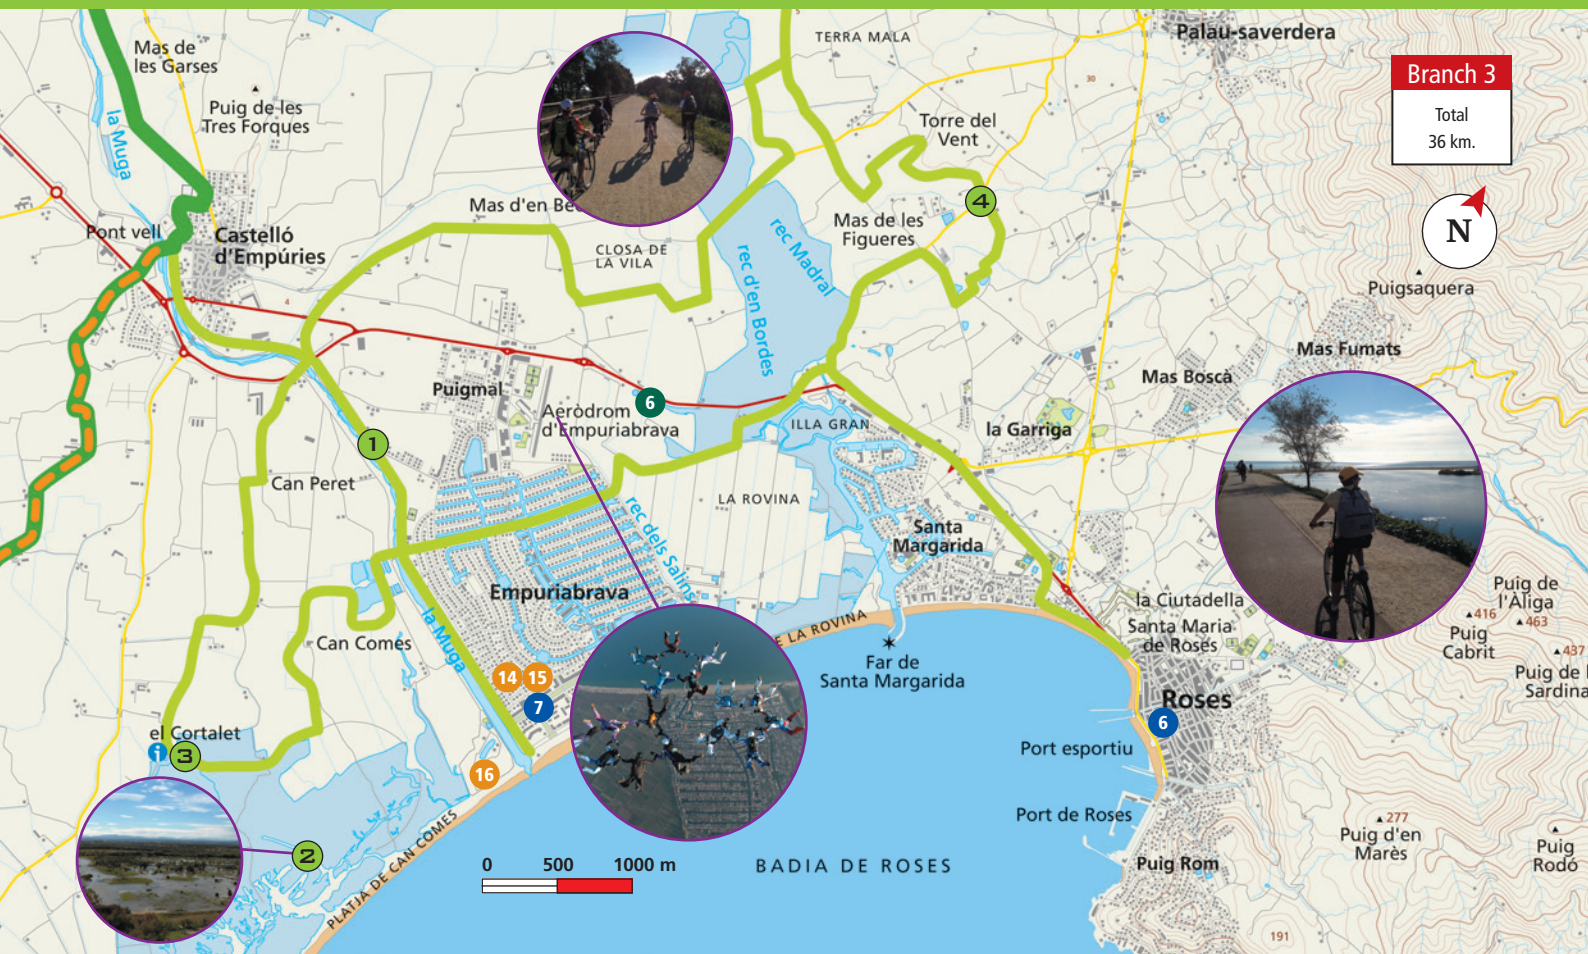 Mas de
les Garses
Puig de les
Tres Forques
la Muga
Pont vell
Castelló
d'Empúries
4
Mas d'en
CLOSA DE
LA VILA
5
TERRA MALA
30
Palau-saverdera
Branch 3
Total
36 km.
N
Torre del
Vent
4
Mas de les
Figueres
rec Madral
rec d'en Bordes
Puigsaquera
Mas Fumats
Mas Boscà
la Garriga
Puigmal
Aeròdrom
d'Empuriabrava
6
ILLA GRAN
1
Can Peret
LA ROVINA
rec dels Salins
Santa
Margarida
Empuriabrava
Can Comes
la Muga
14
15
7
16
el Cortalet
i
3
2
PLATJA DE CAN COMES
DE LA ROVINA
Far de
Santa Margarida
la Ciutadella
Santa Maria
de Roses
Roses
6
Port esportiu
Port de Roses
Puig Rom
Puig de
l'Àliga
416
463
Puig
Cabrit
437
Puig de
Sardina
277
Puig d'en
Marès
Puig
Rodó
191
0 500 1000 m
BADIA DE ROSES